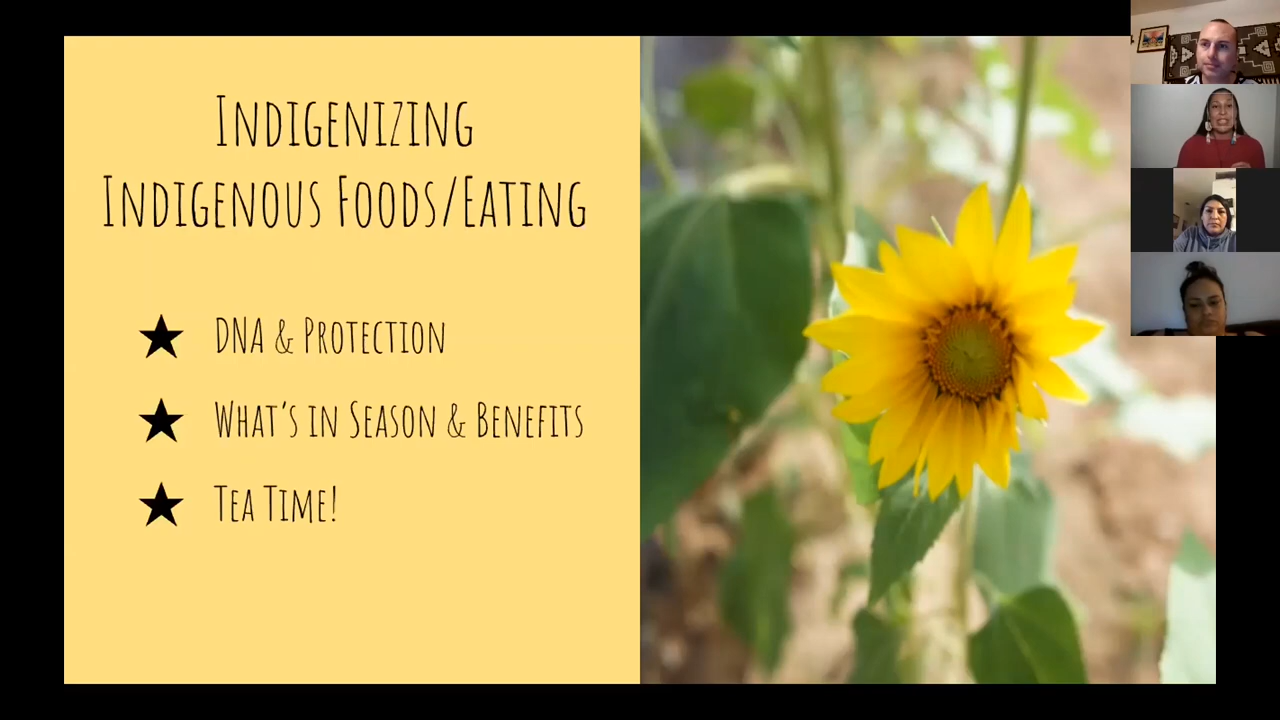 Indigenizing
Indigenous Foods/Eating
DNA & Protection
What's in Season & Benefits
Tea Time!